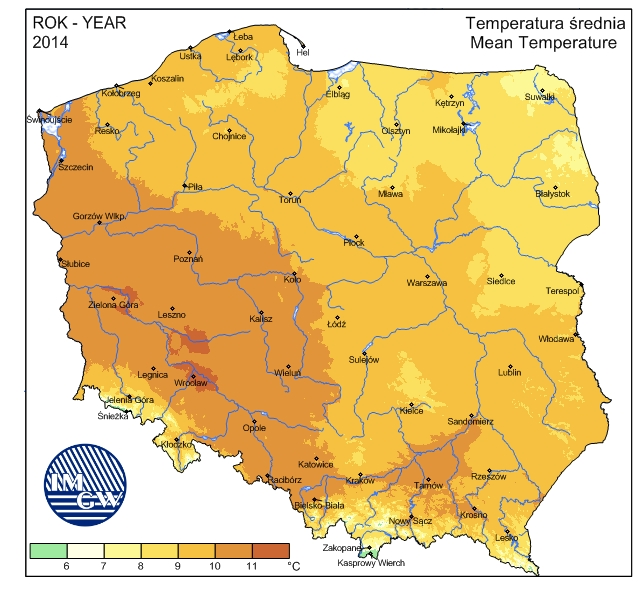 ROK - YEAR
2014
Temperatura średnia
Mean Temperature
Łeba
Hel
Ustka
Lębork
Koszalin
Kołobrzeg
Elbląg
Kętrzyn
Suwałki
Świnoujście
Resko
Chojnice
Olsztyn
Mikołajki
Szczecin
Piła
Toruń
Mława
Białystok
Gorzów Wlkp.
Płock
Słubice
Poznań
Koło
Warszawa
Siedlce
Terespol
Zielona Góra
Leszno
Kalisz
Łódź
Włodawa
Sulejów
Legnica
Wrocław
Wieluń
Lublin
Jelenia Góra
Śnieżka
Kielce
Sandomierz
Opole
Kłodzko
Katowice
Racibórz
Kraków
Tarnów
Rzeszów
Bielsko Biała
Nowy Sącz
Krosno
Lesko
Zakopane
Kasprowy Wierch
IM
GW
6 7 8 9 10 11 °C